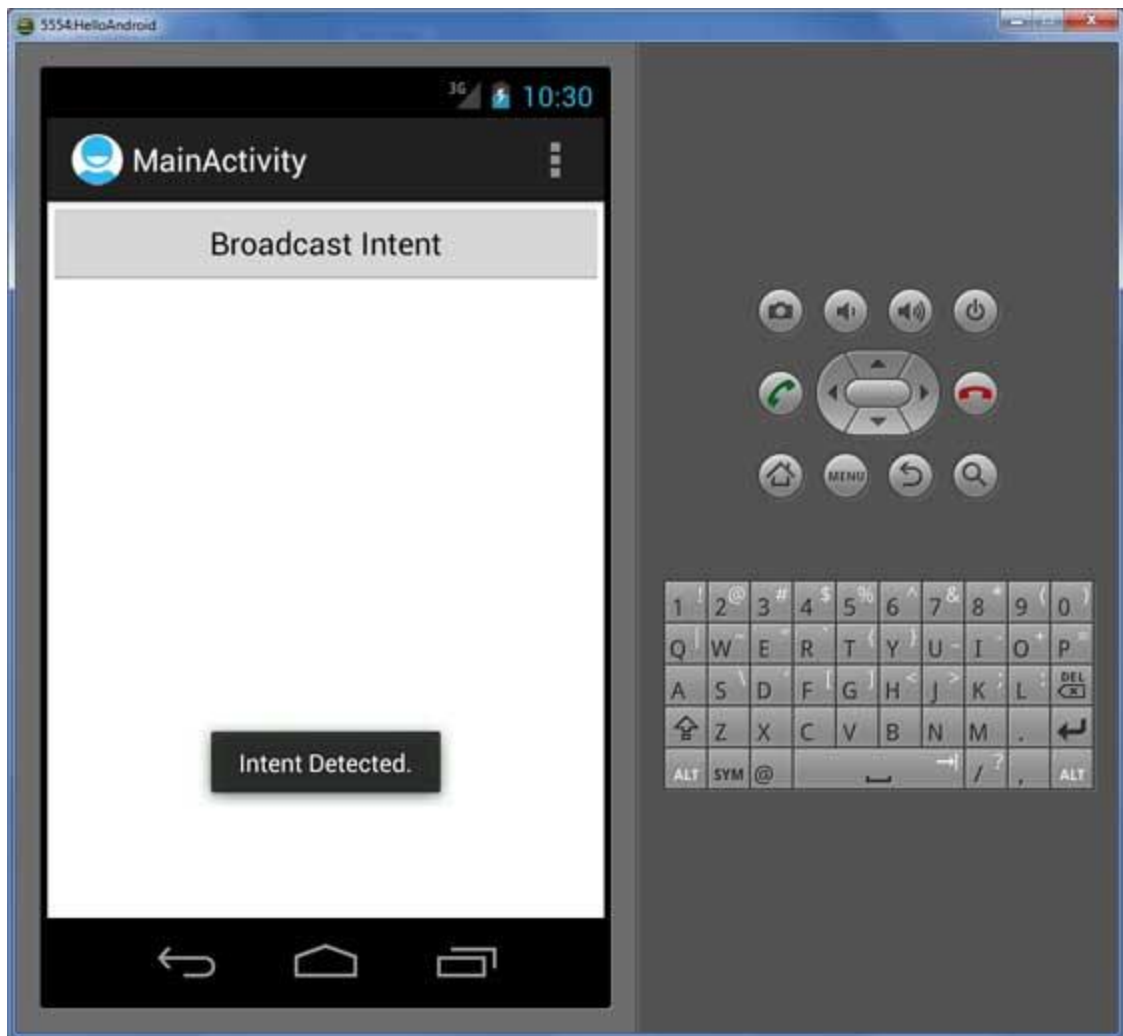 5554:HelloAndroid
3G 10:30
MainActivity
Broadcast Intent
Intent Detected.
MENU
1 ! 2 @ 3 # 4 $ 5 % 6 ^ 7 & 8 * 9 ( 0 )
Q | W ~ E " R ` T { Y } U _ I - O + P =
A S \ D ' F [ G ] H < J > K ; L : DEL
Z X C V B N M .
ALT SYM @ / ? , ALT